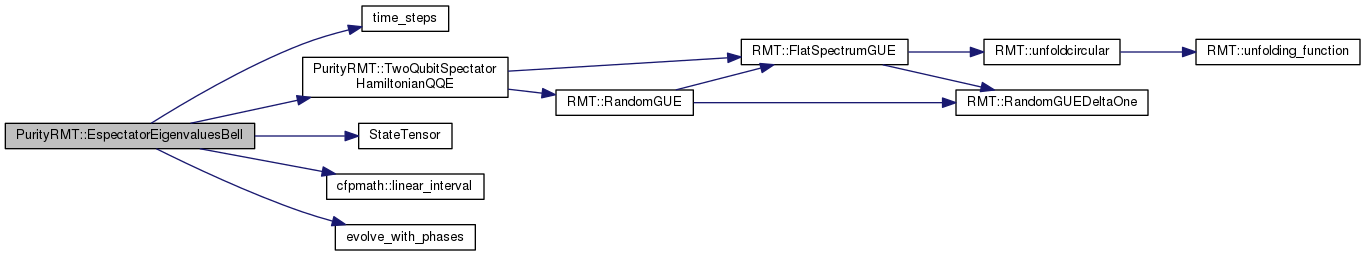 PurityRMT::EspectatorEigenvaluesBell
time_steps
PurityRMT::TwoQubitSpectator
HamiltonianQQE
StateTensor
cfpmath::linear_interval
evolve_with_phases
RMT::RandomGUE
RMT::FlatSpectrumGUE
RMT::unfoldcircular
RMT::RandomGUEDeltaOne
RMT::unfolding_function